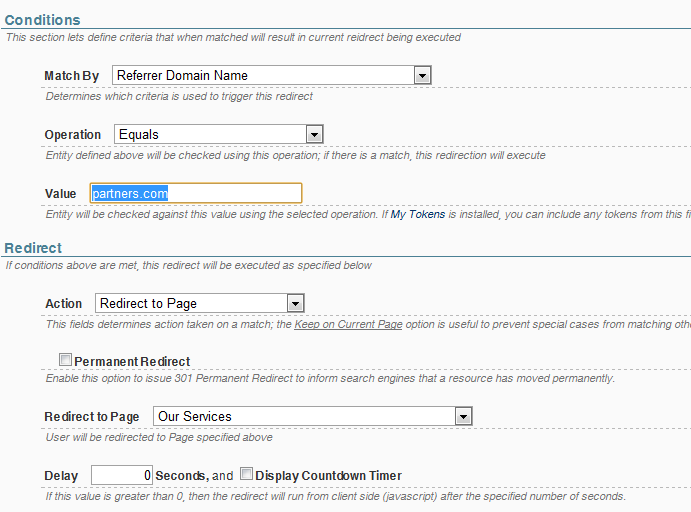 Conditions
This section lets define criteria that when matched will result in current reidrect being executed
Match By Referrer Domain Name
Determines which criteria is used to trigger this redirect
Operation Equals
Entity defined above will be checked using this operation; if there is a match, this redirection will execute
Value partners.com
Entity will be checked against this value using the selected operation. If My Tokens is installed, you can include any tokens from this
Redirect
If conditions above are met, this redirect will be executed as specified below
Action Redirect to Page
This fields determines action taken on a match; the Keep on Current Page option is useful to prevent special cases from matching
Permanent Redirect
Enable this option to issue 301 Permanent Redirect to inform search engines that a resource has moved permanently.
Redirect to Page Our Services
User will be redirected to Page specified above
Delay 0 Seconds, and Display Countdown Timer
If this value is greater than 0, then the redirect will run from client side (javascript) after the specified number of seconds.